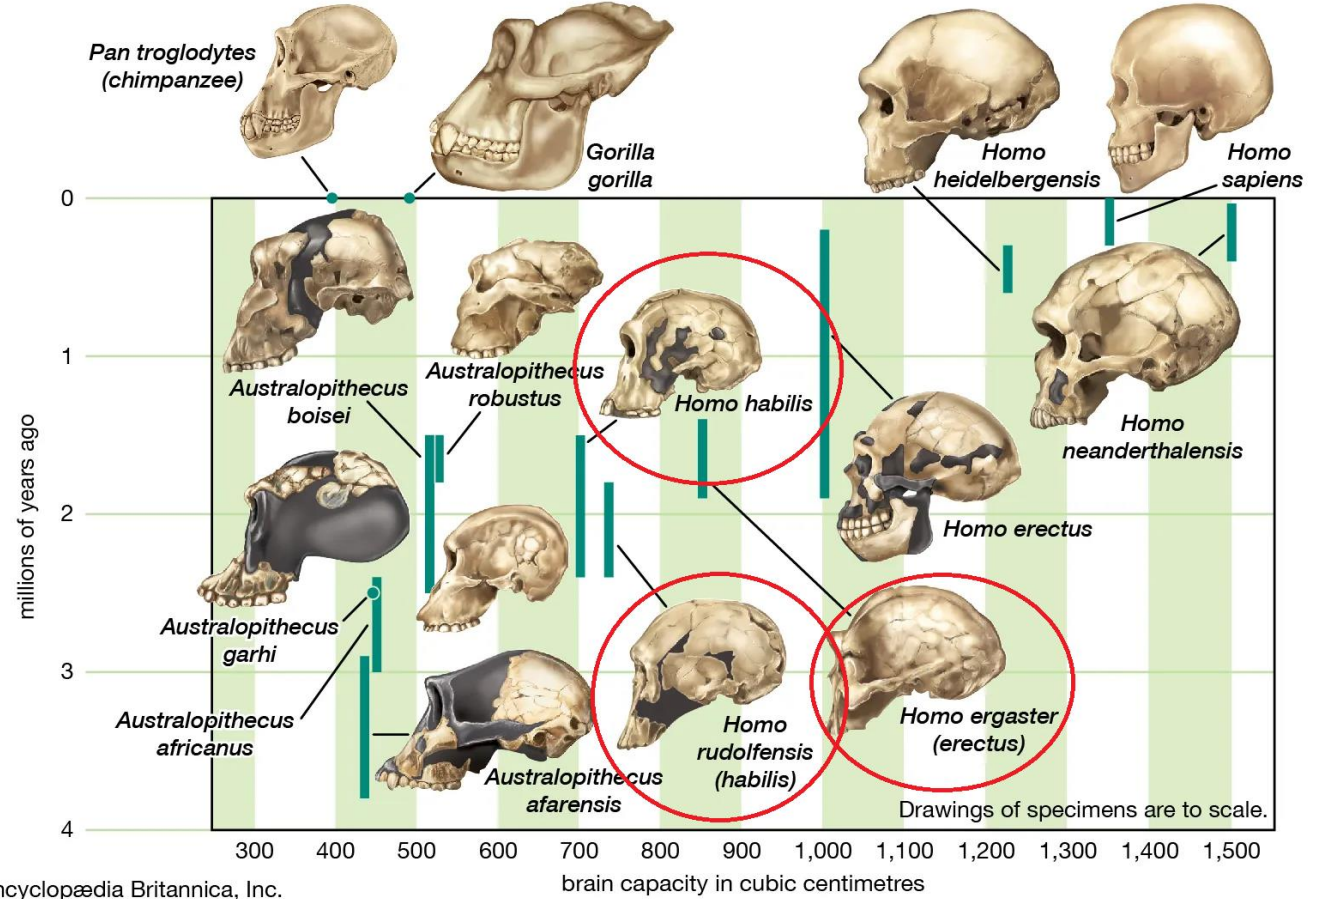 Pan troglodytes
(chimpanzee)
Gorilla
gorilla
Homo
heidelbergensis
Homo
sapiens
0
1
2
3
4
millions of years ago
Australopithecus
boisei
Australopithecus
robustus
Homo habilis
Homo
neanderthalensis
Homo erectus
Australopithecus
garhi
Australopithecus
africanus
Australopithecus
afarensis
Homo
rudolfensis
(habilis)
Homo ergaster
(erectus)
Drawings of specimens are to scale.
300 400 500 600 700 800 900 1,000 1,100 1,200 1,300 1,400 1,500
brain capacity in cubic centimetres
ncyclopædia Britannica, Inc.